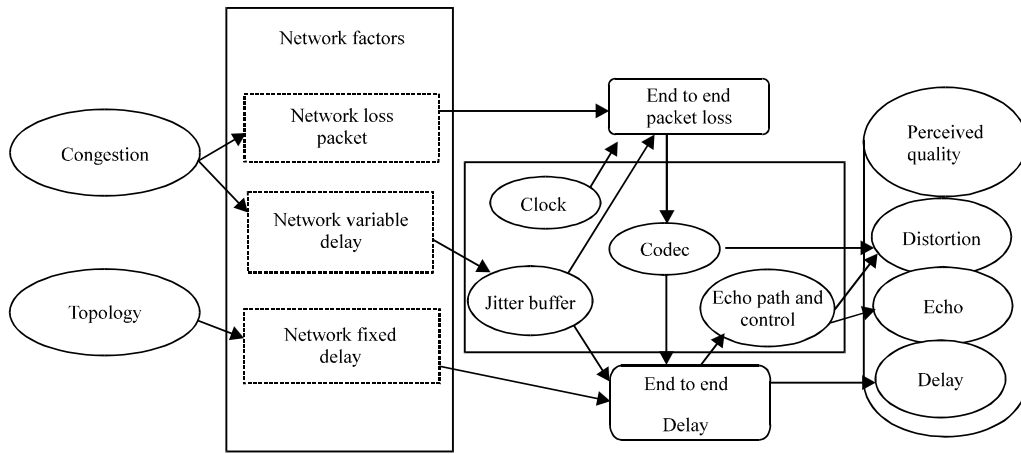 Network factors
Congestion
Topology
Network loss
packet
Network variable
delay
Network fixed
delay
End to end
packet loss
Clock
Jitter buffer
Codec
Echo path and
control
End to end
Delay
Perceived
quality
Distortion
Echo
Delay